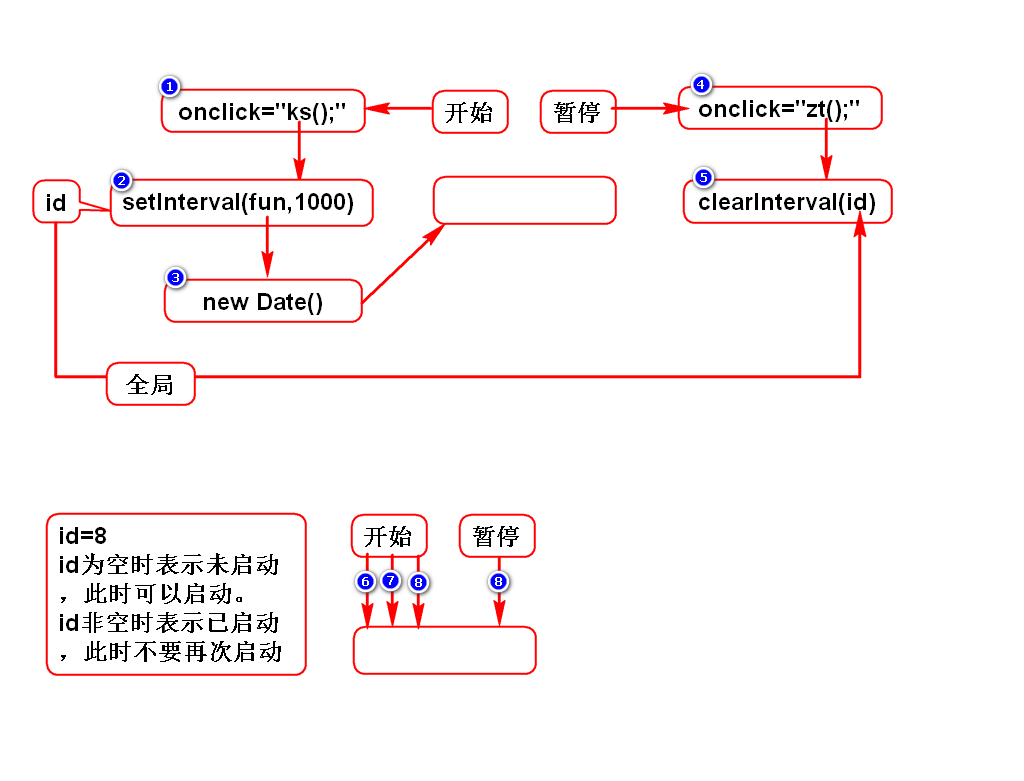 1
4
onclick="ks();"
开始
暂停
onclick="zt();"
2
5
id
setInterval(fun,1000)
clearInterval(id)
3
new Date()
全局
id=8
id为空时表示未启动
，此时可以启动。
id非空时表示已启动
，此时不要再次启动
开始
暂停
6
7
8
8